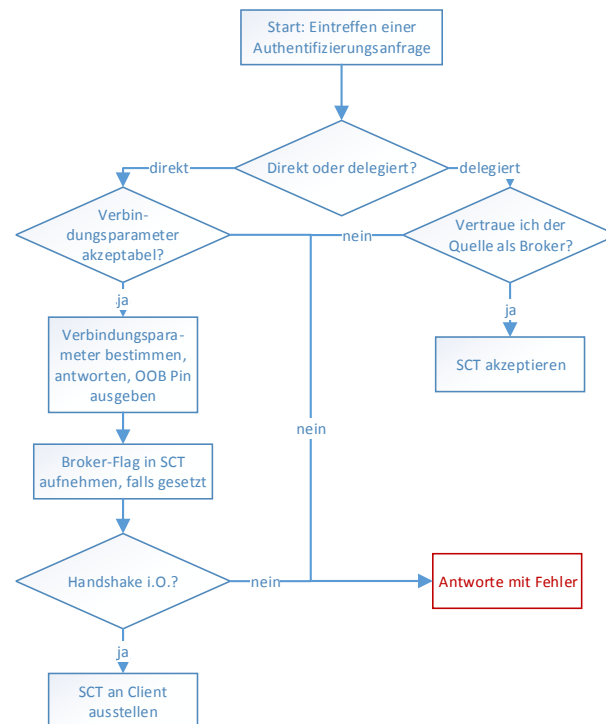 Start: Eintreffen einer
Authentifizierungsanfrage
Direkt oder delegiert?
direkt
delegiert
Verbin-
dungsparameter
akzeptabel?
nein
Vertraue ich der
Quelle als Broker?
ja
ja
Verbindungspara-
meter bestimmen,
antworten, OOB Pin
ausgeben
SCT akzeptieren
nein
Broker-Flag in SCT
aufnehmen, falls gesetzt
Handshake i.O.?
nein
Antworte mit Fehler
ja
SCT an Client
ausstellen